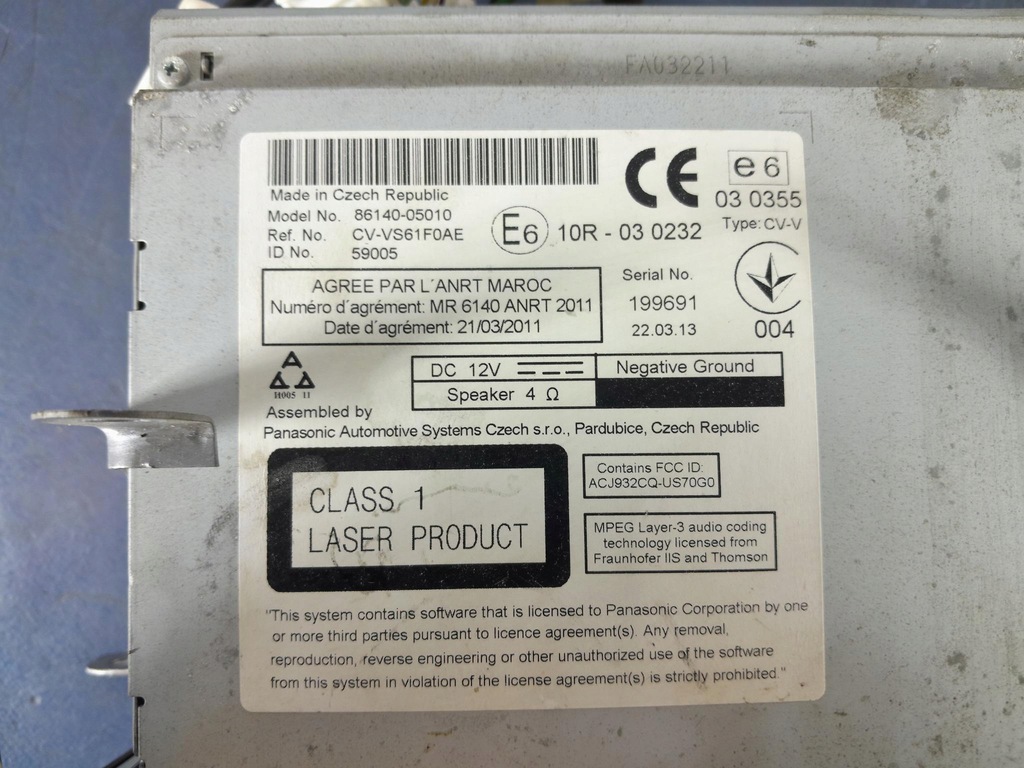 FA032211
Made in Czech Republic
Model No. 86140-05010
Ref. No. CV-VS61F0AE
ID No. 59005
E6 10R - 03 0232
CE
e6
03 0355
Type: CV-V
AGREE PAR L´ANRT MAROC
Numéro d´agrément: MR 6140 ANRT 2011
Date d´agrément: 21/03/2011
Serial No.
199691
22.03.13
004
DC 12V
Negative Ground
Speaker 4 Ω
И005 11
Assembled by
Panasonic Automotive Systems Czech s.r.o., Pardubice, Czech Republic
CLASS 1
LASER PRODUCT
Contains FCC ID:
ACJ932CQ-US70G0
MPEG Layer-3 audio coding
technology licensed from
Fraunhofer IIS and Thomson
"This system contains software that is licensed to Panasonic Corporation by one
or more third parties pursuant to licence agreement(s). Any removal,
reproduction, reverse engineering or other unauthorized use of the software
from this system in violation of the license agreement(s) is strictly prohibited."